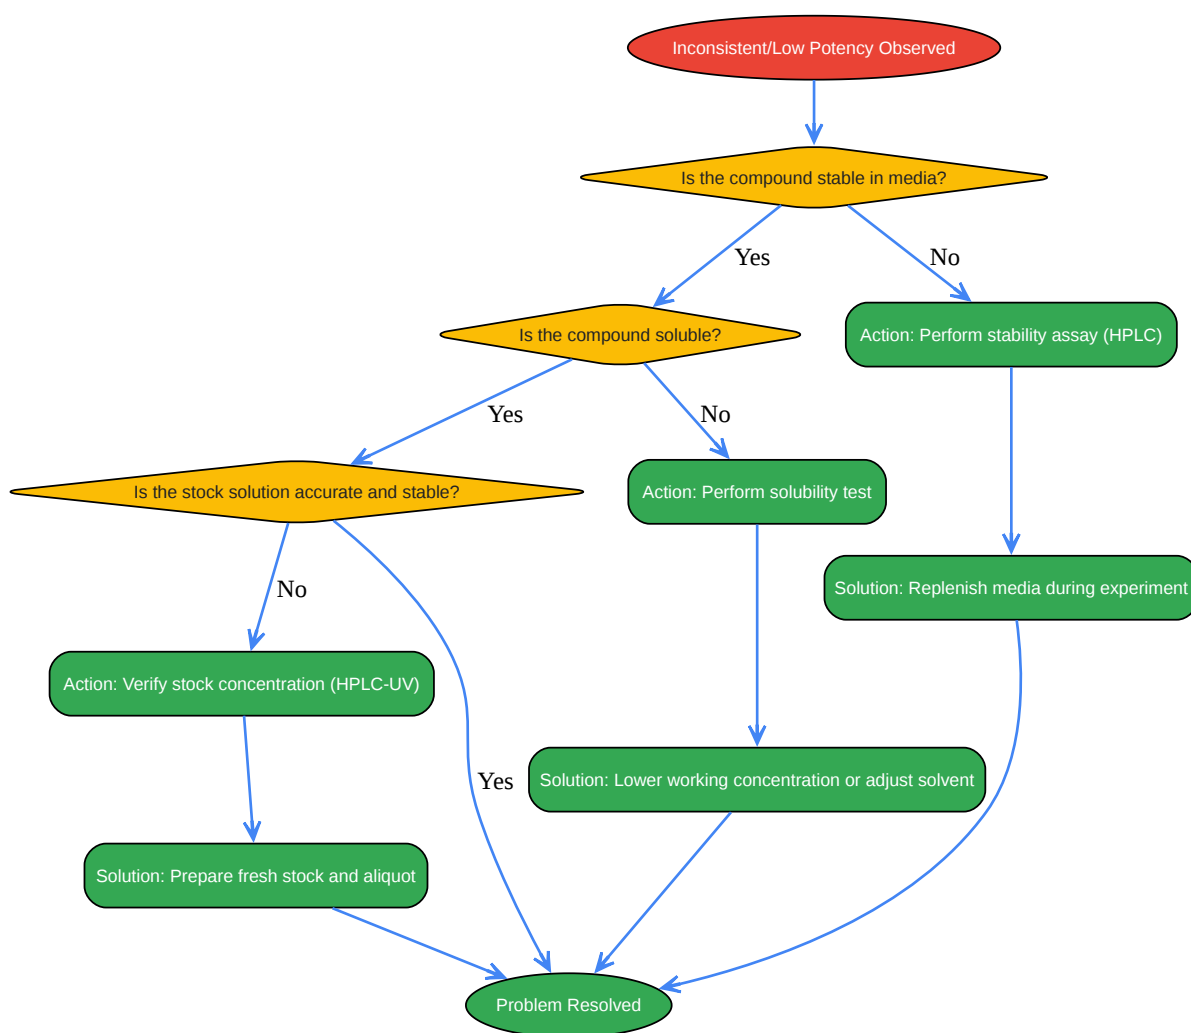 Inconsistent/Low Potency Observed
Is the compound stable in media?
Yes
No
Is the compound soluble?
Action: Perform stability assay (HPLC)
Yes
No
Is the stock solution accurate and stable?
Action: Perform solubility test
No
Solution: Replenish media during experiment
Action: Verify stock concentration (HPLC-UV)
Yes
Solution: Lower working concentration or adjust solvent
Solution: Prepare fresh stock and aliquot
Problem Resolved